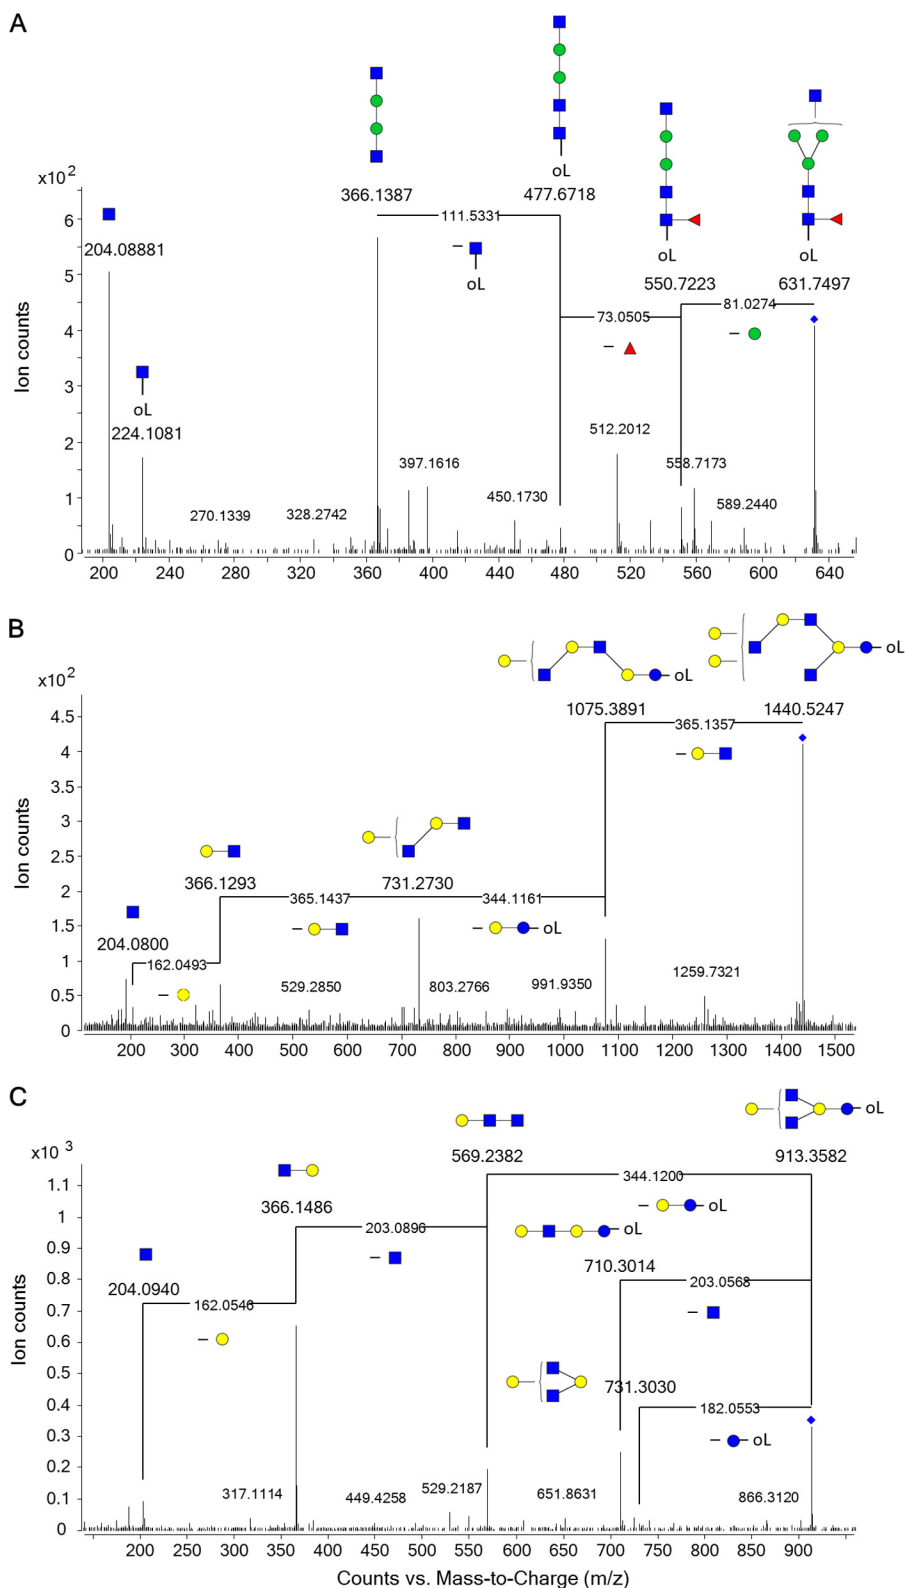 A
oL
366.1387
477.6718
x10²
111.5331
204.08881
oL
oL
oL
550.7223
631.7497
73.0505
81.0274
oL
224.1081
512.2012
397.1616
558.7173
450.1730
589.2440
270.1339
328.2742
Ion counts
6
5
4
3
2
1
0
200 240 280 320 360 400 440 480 520 560 600 640
B
oL
oL
x10²
1075.3891
1440.5247
365.1357
366.1293
731.2730
365.1437
344.1161
oL
204.0800
162.0493
529.2850
803.2766
991.9350
1259.7321
Ion counts
4.5
4
3.5
3
2.5
2
1.5
1
0.5
0
200 300 400 500 600 700 800 900 1000 1100 1200 1300 1400 1500
C
oL
x10 ³
569.2382
913.3582
344.1200
oL
366.1486
203.0896
oL
710.3014
203.0568
204.0940
162.0546
731.3030
182.0553
oL
317.1114
449.4258
529.2187
651.8631
866.3120
Ion counts
1.1
1
0.9
0.8
0.7
0.6
0.5
0.4
0.3
0.2
0.1
0
200 250 300 350 400 450 500 550 600 650 700 750 800 850 900
Counts vs. Mass-to-Charge (m/z)